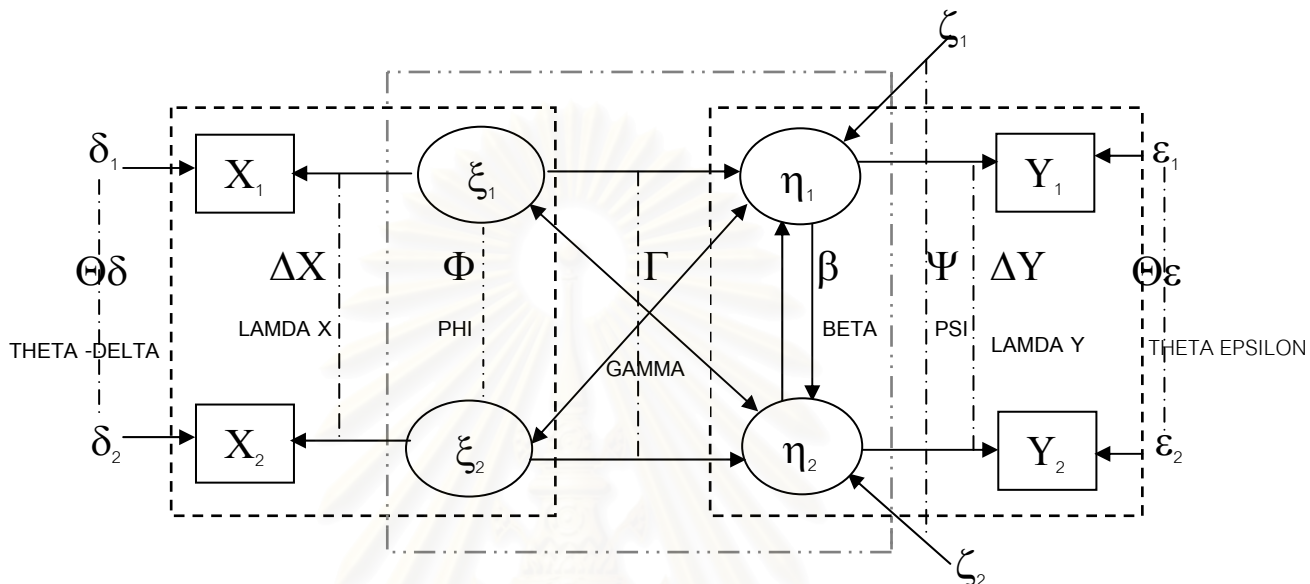 ζ1
δ1
X1
ξ1
η1
Y1
ε1
Θδ
ΔX
Φ
Γ
β
Ψ
ΔY
Θε
THETA -DELTA
LAMDA X
PHI
GAMMA
BETA
PSI
LAMDA Y
THETA EPSILON
δ2
X2
ξ2
η2
Y2
ε2
ζ2